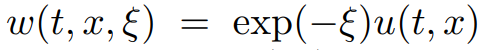 w(t, x, ξ) = exp(−ξ)u(t, x)